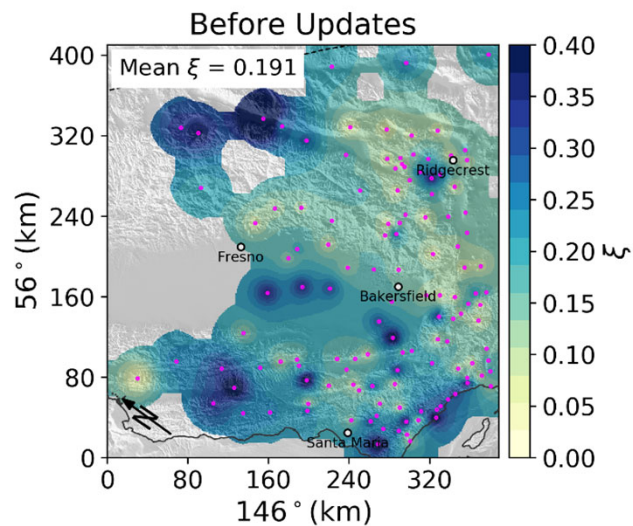 Before Updates
Mean ξ = 0.191
400
320
240
160
80
0
56°(km)
Ridgecrest
Fresno
Bakersfield
Santa Maria
N
0 80 160 240 320
146°(km)
0.40
0.35
0.30
0.25
0.20
0.15
0.10
0.05
0.00
ξ